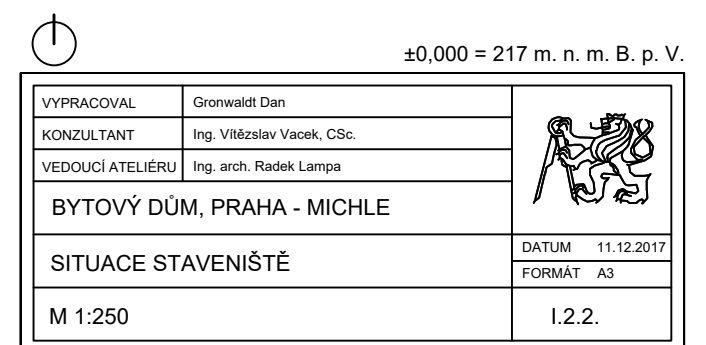 ±0,000 = 217 m. n. m. B. p. V.
VYPRACOVAL Gronwaldt Dan
KONZULTANT Ing. Vítězslav Vacek, CSc.
VEDOUCÍ ATELIÉRU Ing. arch. Radek Lampa
BYTOVÝ DŮM, PRAHA - MICHLE
SITUACE STAVENIŠTĚ
DATUM 11.12.2017
FORMÁT A3
M 1:250
I.2.2.